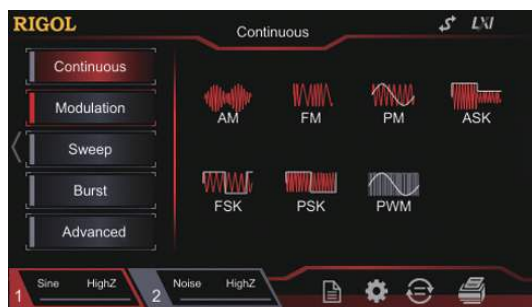 RIGOL
Continuous
LXI
Continuous
Modulation
Sweep
Burst
Advanced
AM
FM
PM
ASK
FSK
PSK
PWM
1 Sine HighZ
2 Noise HighZ